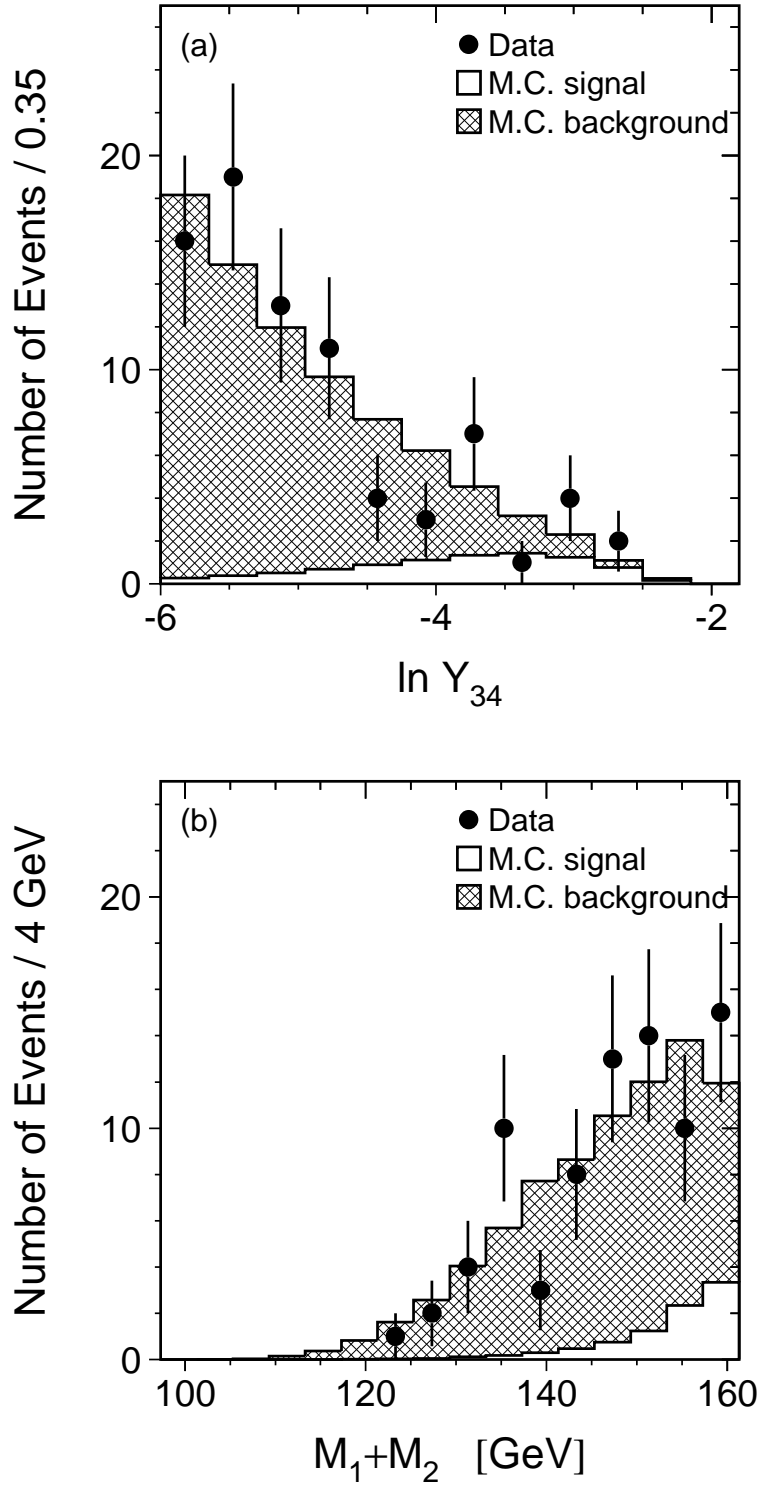 (a)
Data
M.C. signal
M.C. background
Number of Events / 0.35
20
10
0
-6 -4 -2
ln Y₃₄
(b)
Data
M.C. signal
M.C. background
Number of Events / 4 GeV
20
10
0
100 120 140 160
M₁+M₂ [GeV]